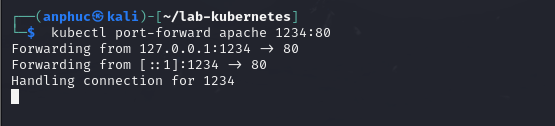 ┌──(anphuc㉿kali)-[~/lab-kubernetes]
└─$ kubectl port-forward apache 1234:80
Forwarding from 127.0.0.1:1234 -> 80
Forwarding from [::1]:1234 -> 80
Handling connection for 1234